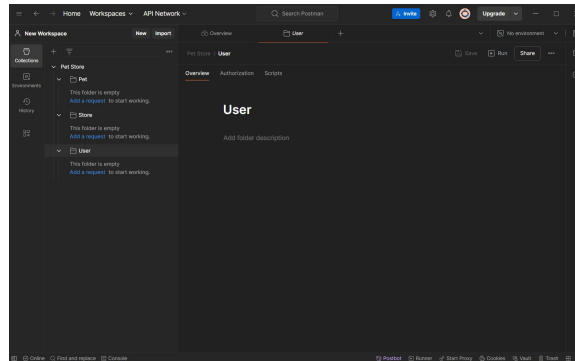 Home Workspaces API Network Search Postman Invite Upgrade
New Workspace New Import Overview User No environment
Collections
Environments
History
Pet Store
Pet
This folder is empty
Add a request to start working.
Store
This folder is empty
Add a request to start working.
User
This folder is empty
Add a request to start working.
Pet Store / User Save Run Share
Overview Authorization Scripts
User
Add folder description
Online Find and replace Console Postbot Runner Start Proxy Cookies Vault Trash